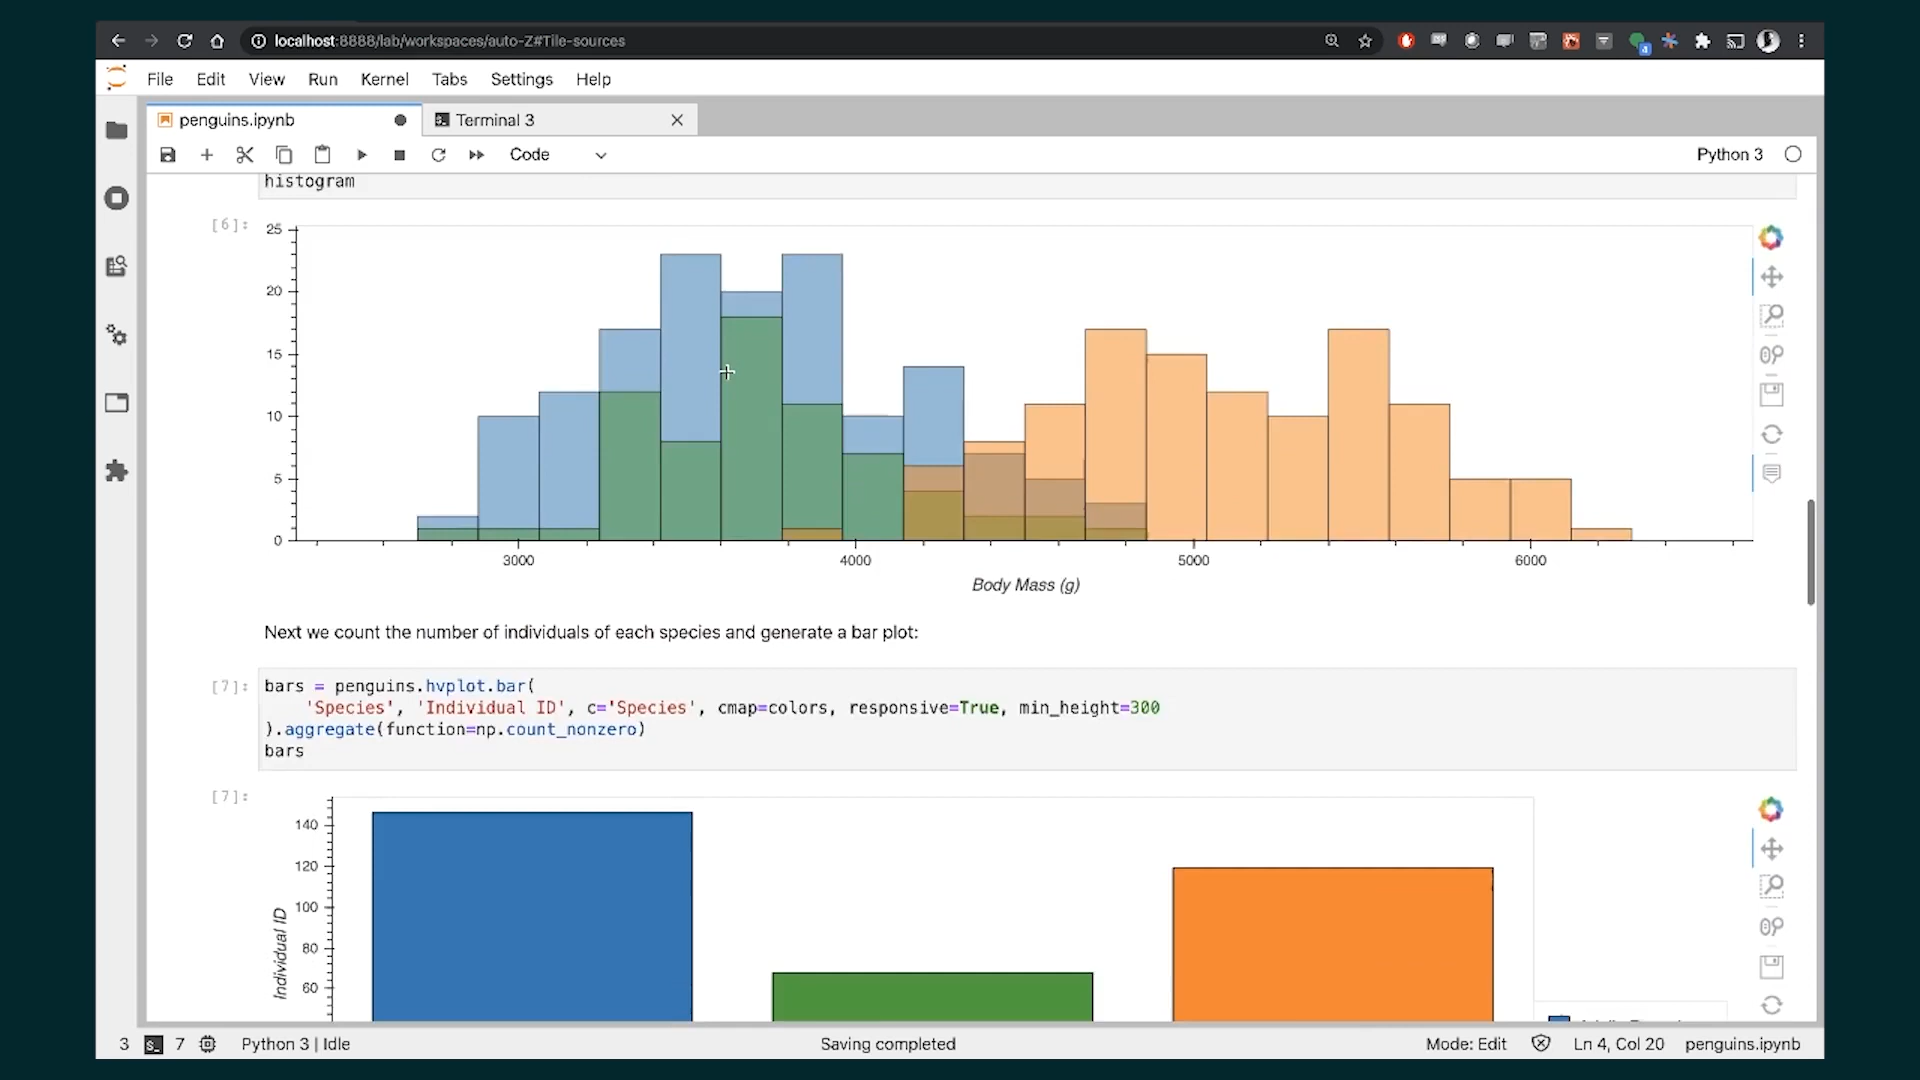 localhost:8888/lab/workspaces/auto-Z#Tile-sources
File Edit View Run Kernel Tabs Settings Help
penguins.ipynb Terminal 3
Code Python 3
histogram
[6]:
25
20
15
10
5
0
3000 4000 5000 6000
Body Mass (g)
Next we count the number of individuals of each species and generate a bar plot:
[7]: bars = penguins.hvplot.bar(
'Species', 'Individual ID', c='Species', cmap=colors, responsive=True, min_height=300
).aggregate(function=np.count_nonzero)
bars
[7]:
140
120
100
80
60
Individual ID
3 7 Python 3 | Idle Saving completed Mode: Edit Ln 4, Col 20 penguins.ipynb